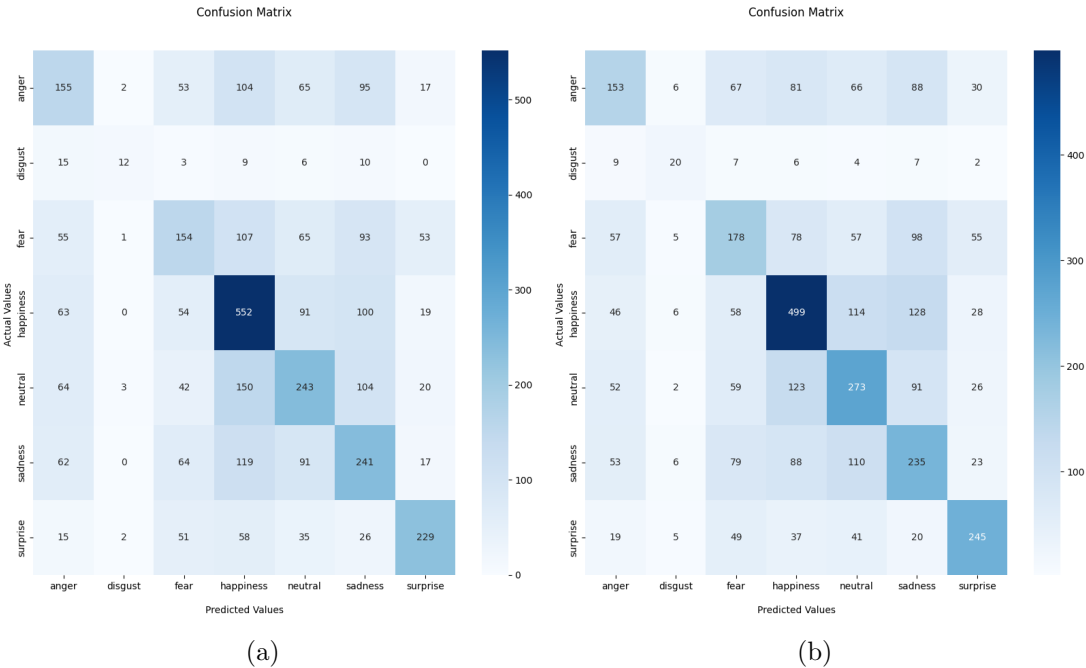 Confusion Matrix
anger 155 2 53 104 65 95 17
disgust 15 12 3 9 6 10 0
fear 55 1 154 107 65 93 53
happiness 63 0 54 552 91 100 19
neutral 64 3 42 150 243 104 20
sadness 62 0 64 119 91 241 17
surprise 15 2 51 58 35 26 229
Actual Values
anger disgust fear happiness neutral sadness surprise
Predicted Values
500
400
300
200
100
0
(a)
Confusion Matrix
anger 153 6 67 81 66 88 30
disgust 9 20 7 6 4 7 2
fear 57 5 178 78 57 98 55
happiness 46 6 58 499 114 128 28
neutral 52 2 59 123 273 91 26
sadness 53 6 79 88 110 235 23
surprise 19 5 49 37 41 20 245
Actual Values
anger disgust fear happiness neutral sadness surprise
Predicted Values
400
300
200
100
(b)